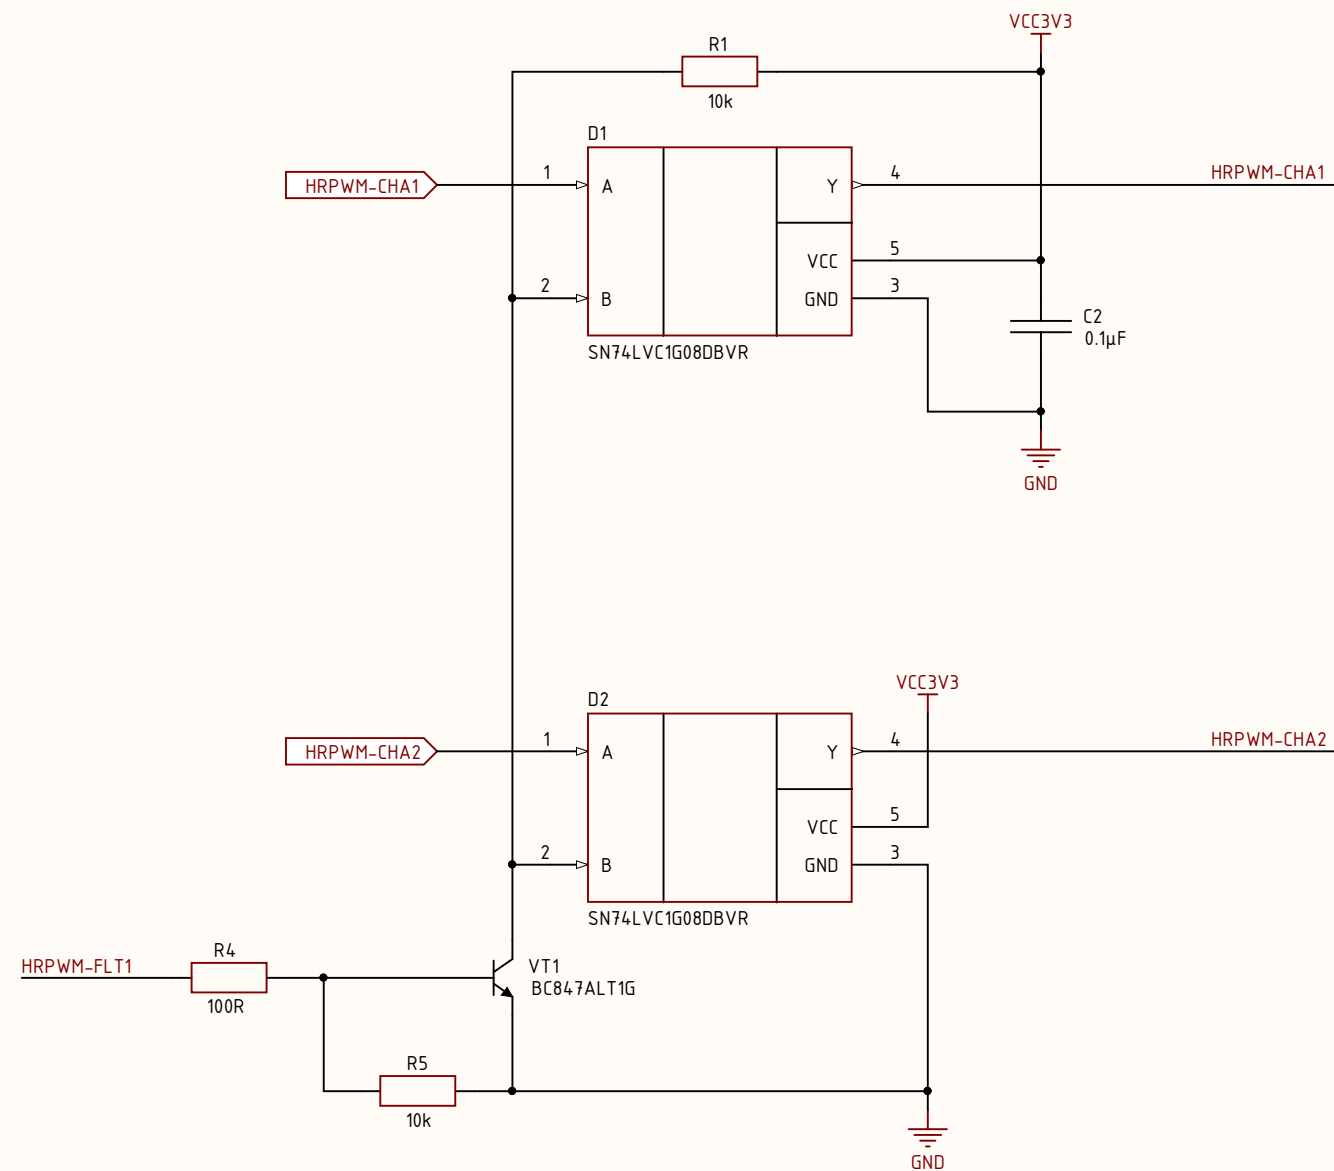 VCC3V3
R1
10k
D1
HRPWM-CHA1
1
A
Y
4
HRPWM-CHA1
VCC
5
2
B
GND
3
SN74LVC1G08DBVR
C2
0.1µF
GND
VCC3V3
D2
HRPWM-CHA2
1
A
Y
4
HRPWM-CHA2
VCC
5
2
B
GND
3
SN74LVC1G08DBVR
HRPWM-FLT1
R4
100R
VT1
BC847ALT1G
R5
10k
GND